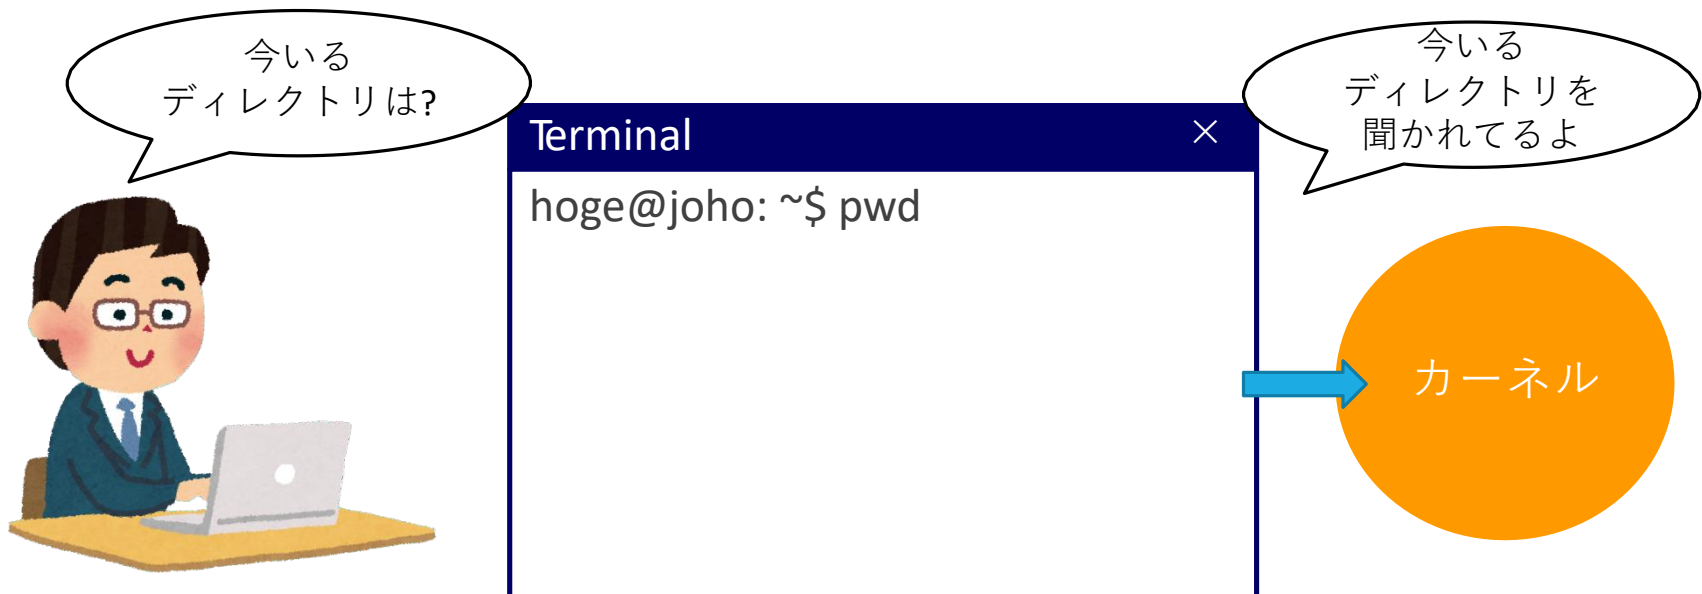 今いる
ディレクトリは?
Terminal ×
hoge@joho: ~$ pwd
今いる
ディレクトリを
聞かれてるよ
カーネル